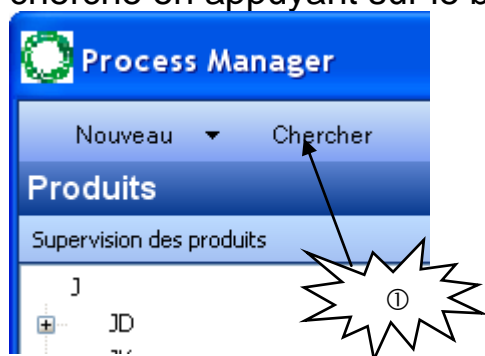 cherche en appuyant sur le b
Process Manager
Nouveau Chercher
Produits
Supervision des produits
J
JD
①